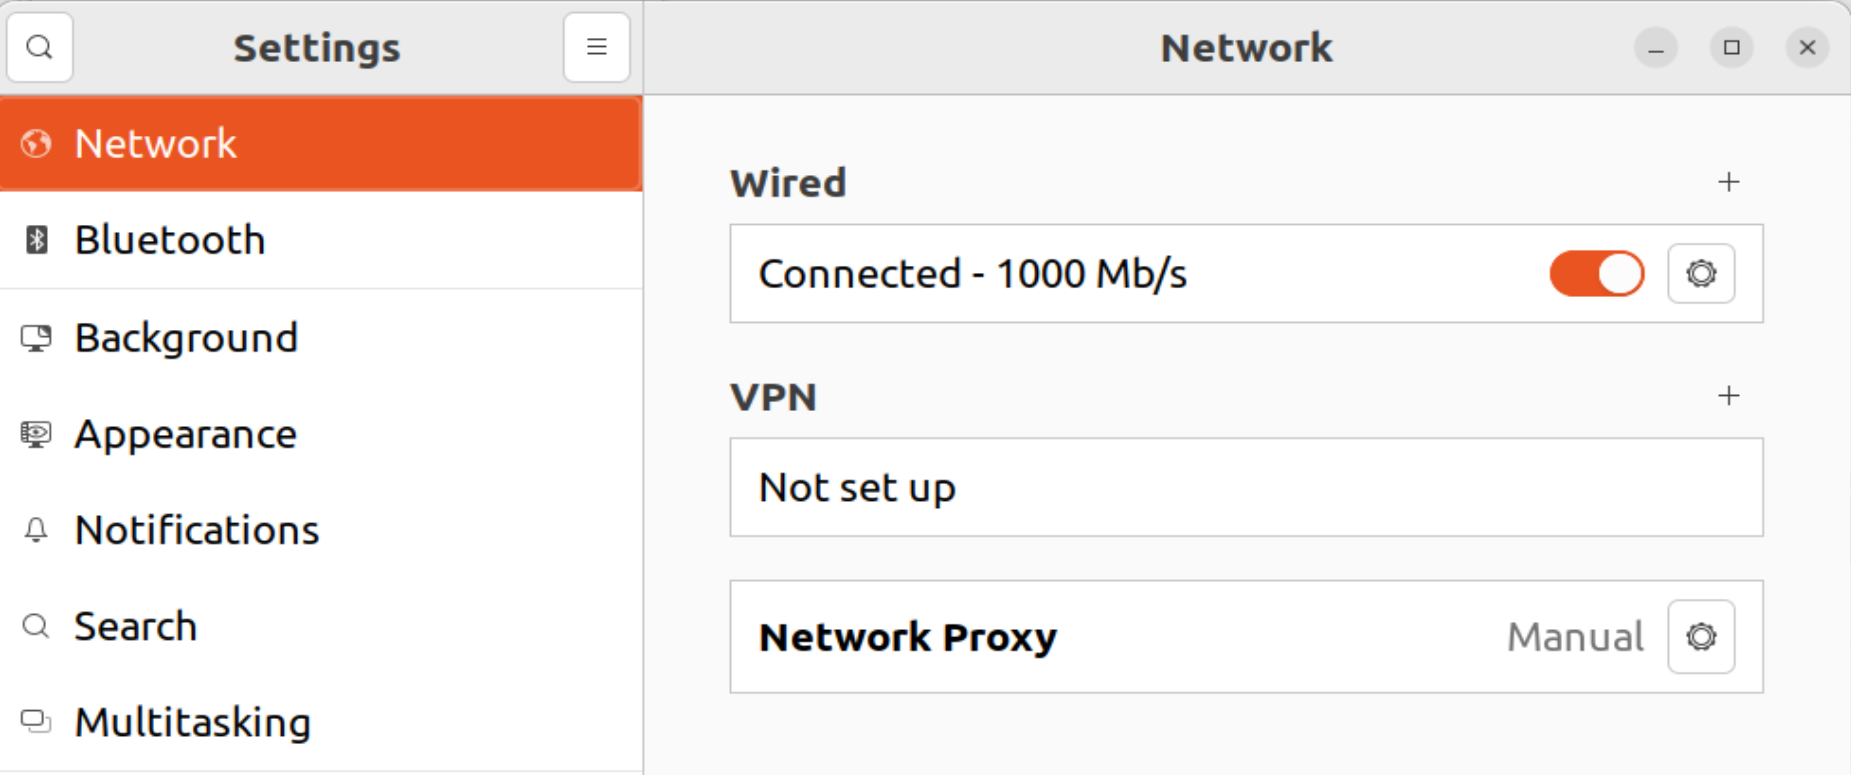 Settings
Network
Network
Bluetooth
Background
Appearance
Notifications
Search
Multitasking
Wired
Connected - 1000 Mb/s
VPN
Not set up
Network Proxy
Manual